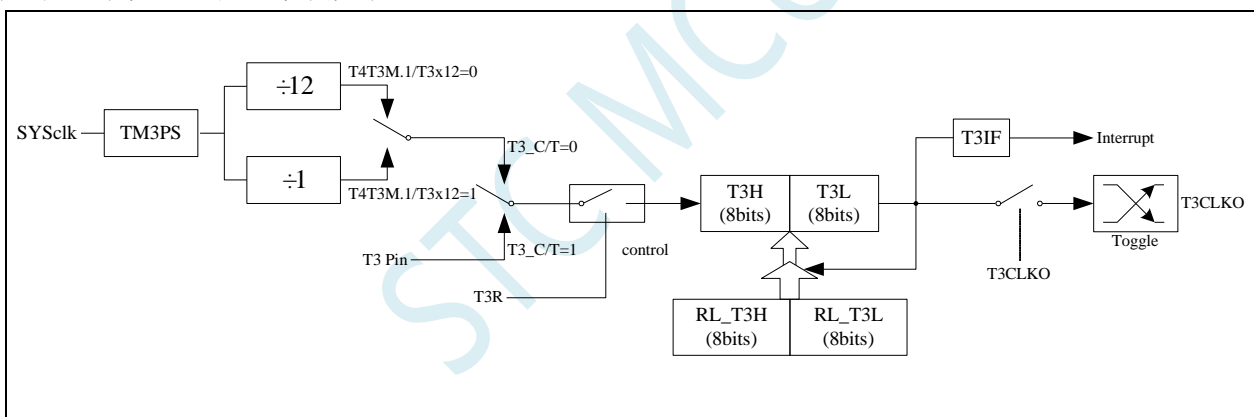 T4T3M.1/T3x12=0
÷12
SYSclk
TM3PS
÷1
T4T3M.1/T3x12=1
T3_C/T=0
T3_C/T=1
T3 Pin
T3R
control
T3H
(8bits)
T3L
(8bits)
RL_T3H
(8bits)
RL_T3L
(8bits)
T3IF
Interrupt
T3CLKO
Toggle
T3CLKO
STC MCU